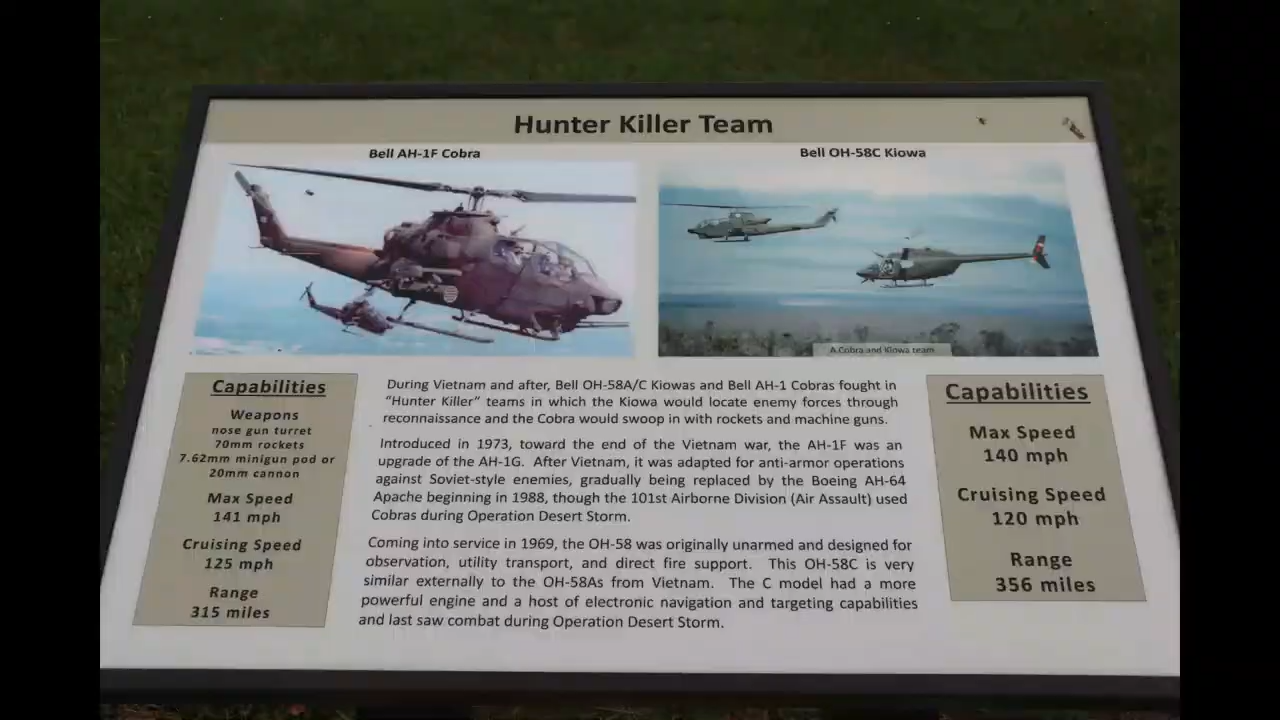 Hunter Killer Team
Bell AH-1F Cobra
Bell OH-58C Kiowa
A Cobra and Kiowa team
Capabilities
Weapons
nose gun turret
70mm rockets
7.62mm minigun pod or
20mm cannon
Max Speed
141 mph
Cruising Speed
125 mph
Range
315 miles
During Vietnam and after, Bell OH-58A/C Kiowas and Bell AH-1 Cobras fought in
“Hunter Killer” teams in which the Kiowa would locate enemy forces through
reconnaissance and the Cobra would swoop in with rockets and machine guns.
Introduced in 1973, toward the end of the Vietnam war, the AH-1F was an
upgrade of the AH-1G. After Vietnam, it was adapted for anti-armor operations
against Soviet-style enemies, gradually being replaced by the Boeing AH-64
Apache beginning in 1988, though the 101st Airborne Division (Air Assault) used
Cobras during Operation Desert Storm.
Coming into service in 1969, the OH-58 was originally unarmed and designed for
observation, utility transport, and direct fire support. This OH-58C is very
similar externally to the OH-58As from Vietnam. The C model had a more
powerful engine and a host of electronic navigation and targeting capabilities
and last saw combat during Operation Desert Storm.
Capabilities
Max Speed
140 mph
Cruising Speed
120 mph
Range
356 miles